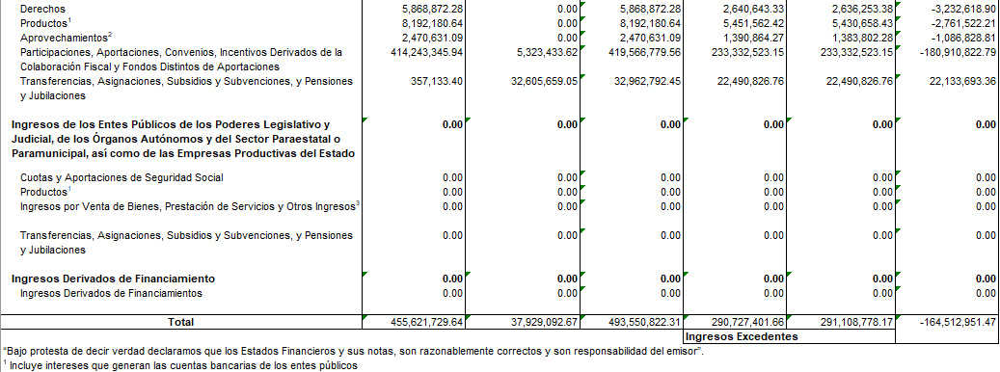 Derechos 5,868,872.28 0.00 5,868,872.28 2,640,643.33 2,636,253.38 -3,232,618.90
Productos¹ 8,192,180.64 0.00 8,192,180.64 5,451,562.42 5,430,658.43 -2,761,522.21
Aprovechamientos² 2,470,631.09 0.00 2,470,631.09 1,390,864.27 1,383,802.28 -1,086,828.81
Participaciones, Aportaciones, Convenios, Incentivos Derivados de la 414,243,345.94 5,323,433.62 419,566,779.56 233,332,523.15 233,332,523.15 -180,910,822.79
Colaboración Fiscal y Fondos Distintos de Aportaciones
Transferencias, Asignaciones, Subsidios y Subvenciones, y Pensiones 357,133.40 32,605,659.05 32,962,792.45 22,490,826.76 22,490,826.76 22,133,693.36
y Jubilaciones
Ingresos de los Entes Públicos de los Poderes Legislativo y 0.00 0.00 0.00 0.00 0.00 0.00
Judicial, de los Órganos Autónomos y del Sector Paraestatal o
Paramunicipal, así como de las Empresas Productivas del Estado
Cuotas y Aportaciones de Seguridad Social 0.00 0.00 0.00 0.00 0.00 0.00
Productos¹ 0.00 0.00 0.00 0.00 0.00 0.00
Ingresos por Venta de Bienes, Prestación de Servicios y Otros Ingresos³ 0.00 0.00 0.00 0.00 0.00 0.00
Transferencias, Asignaciones, Subsidios y Subvenciones, y Pensiones 0.00 0.00 0.00 0.00 0.00 0.00
y Jubilaciones
Ingresos Derivados de Financiamiento 0.00 0.00 0.00 0.00 0.00 0.00
Ingresos Derivados de Financiamientos 0.00 0.00 0.00 0.00 0.00 0.00
Total 455,621,729.64 37,929,092.67 493,550,822.31 290,727,401.66 291,108,778.17 -164,512,951.47
Ingresos Excedentes
“Bajo protesta de decir verdad declaramos que los Estados Financieros y sus notas, son razonablemente correctos y son responsabilidad del emisor”.
¹ Incluye intereses que generan las cuentas bancarias de los entes públicos